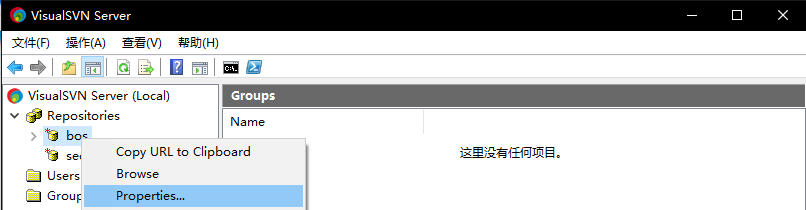 VisualSVN Server
文件(F) 操作(A) 查看(V) 帮助(H)
VisualSVN Server (Local)
Groups
Repositories
Name
bos
这里没有任何项目。
Copy URL to Clipboard
Browse
Users
Properties...